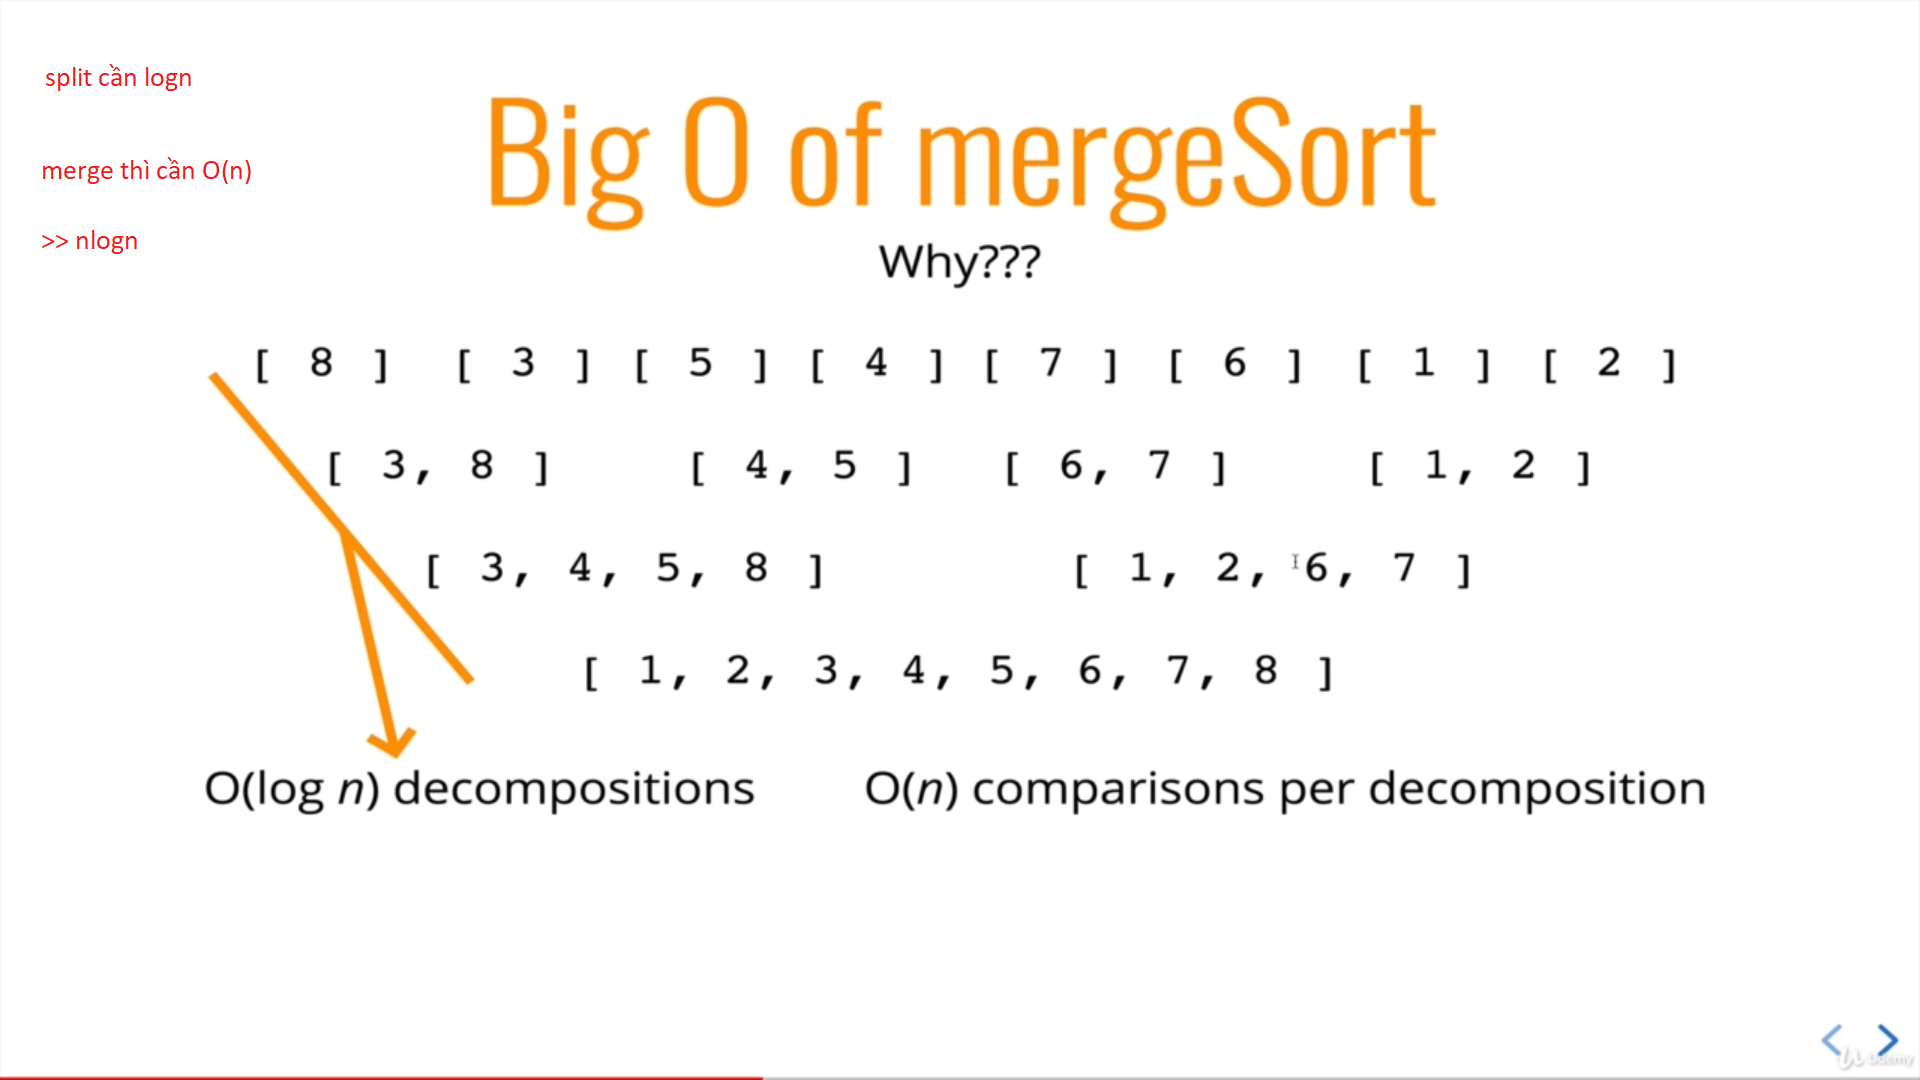 split cần logn
merge thì cần O(n)
>> nlogn
Big O of mergeSort
Why???
[ 8 ] [ 3 ] [ 5 ] [ 4 ] [ 7 ] [ 6 ] [ 1 ] [ 2 ]
[ 3, 8 ] [ 4, 5 ] [ 6, 7 ] [ 1, 2 ]
[ 3, 4, 5, 8 ] [ 1, 2, 6, 7 ]
[ 1, 2, 3, 4, 5, 6, 7, 8 ]
O(log n) decompositions
O(n) comparisons per decomposition
Udemy